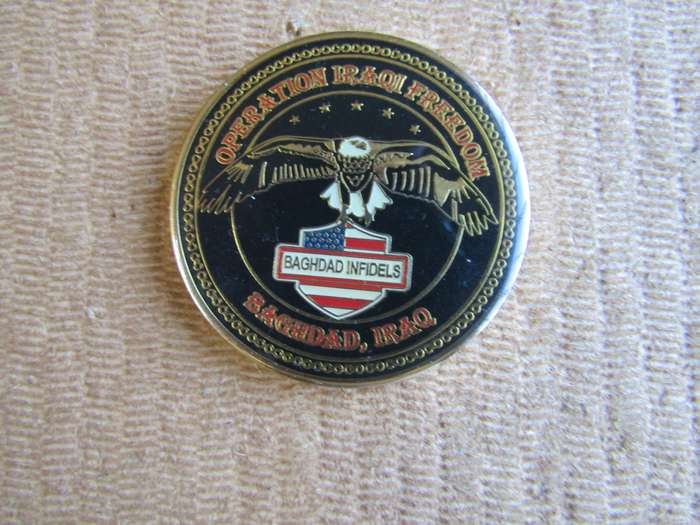 OPERATION IRAQI FREEDOM
BAGHDAD INFIDELS
BAGHDAD, IRAQ